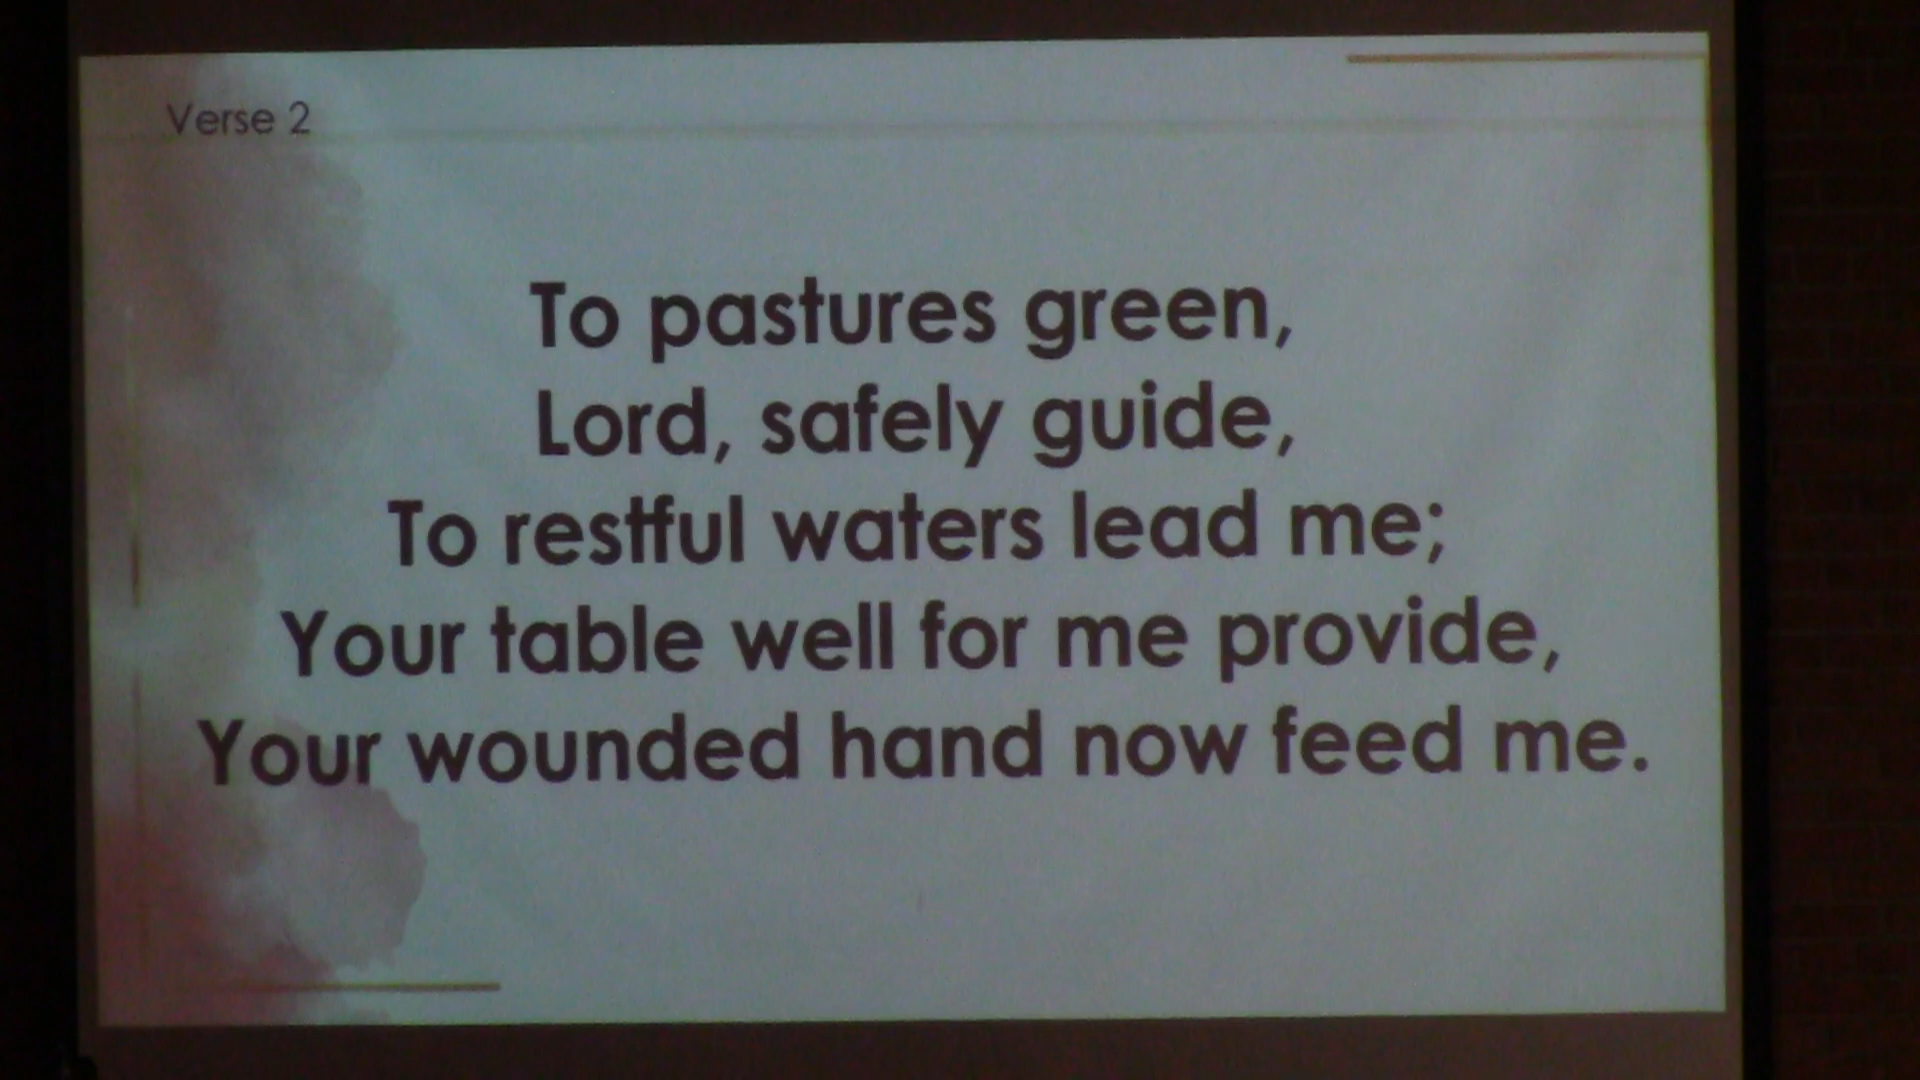 Verse 2
To pastures green,
Lord, safely guide,
To restful waters lead me;
Your table well for me provide,
Your wounded hand now feed me.